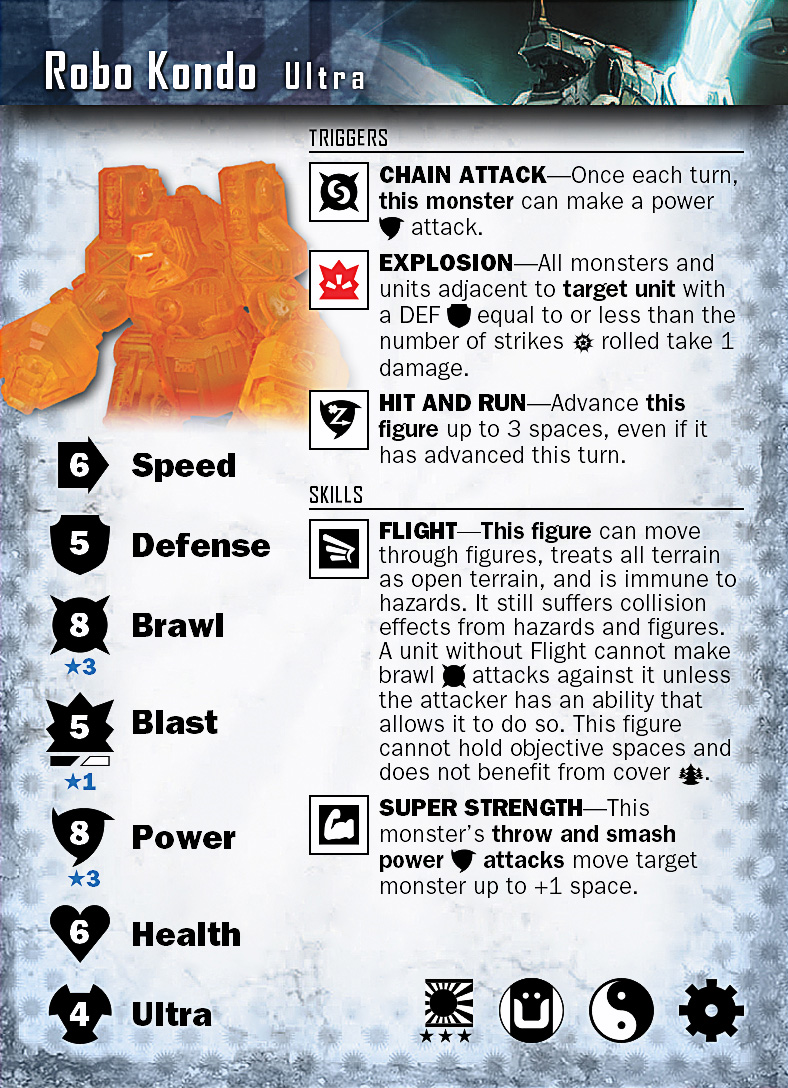 Robo Kondo Ultra
TRIGGERS
CHAIN ATTACK—Once each turn,
this monster can make a power
attack.
EXPLOSION—All monsters and
units adjacent to target unit with
a DEF equal to or less than the
number of strikes rolled take 1
damage.
HIT AND RUN—Advance this
figure up to 3 spaces, even if it
has advanced this turn.
SKILLS
FLIGHT—This figure can move
through figures, treats all terrain
as open terrain, and is immune to
hazards. It still suffers collision
effects from hazards and figures.
A unit without Flight cannot make
brawl attacks against it unless
the attacker has an ability that
allows it to do so. This figure
cannot hold objective spaces and
does not benefit from cover .
SUPER STRENGTH—This
monster's throw and smash
power attacks move target
monster up to +1 space.
6 Speed
5 Defense
8 Brawl
★3
5 Blast
★1
8 Power
★3
6 Health
4 Ultra
★★★